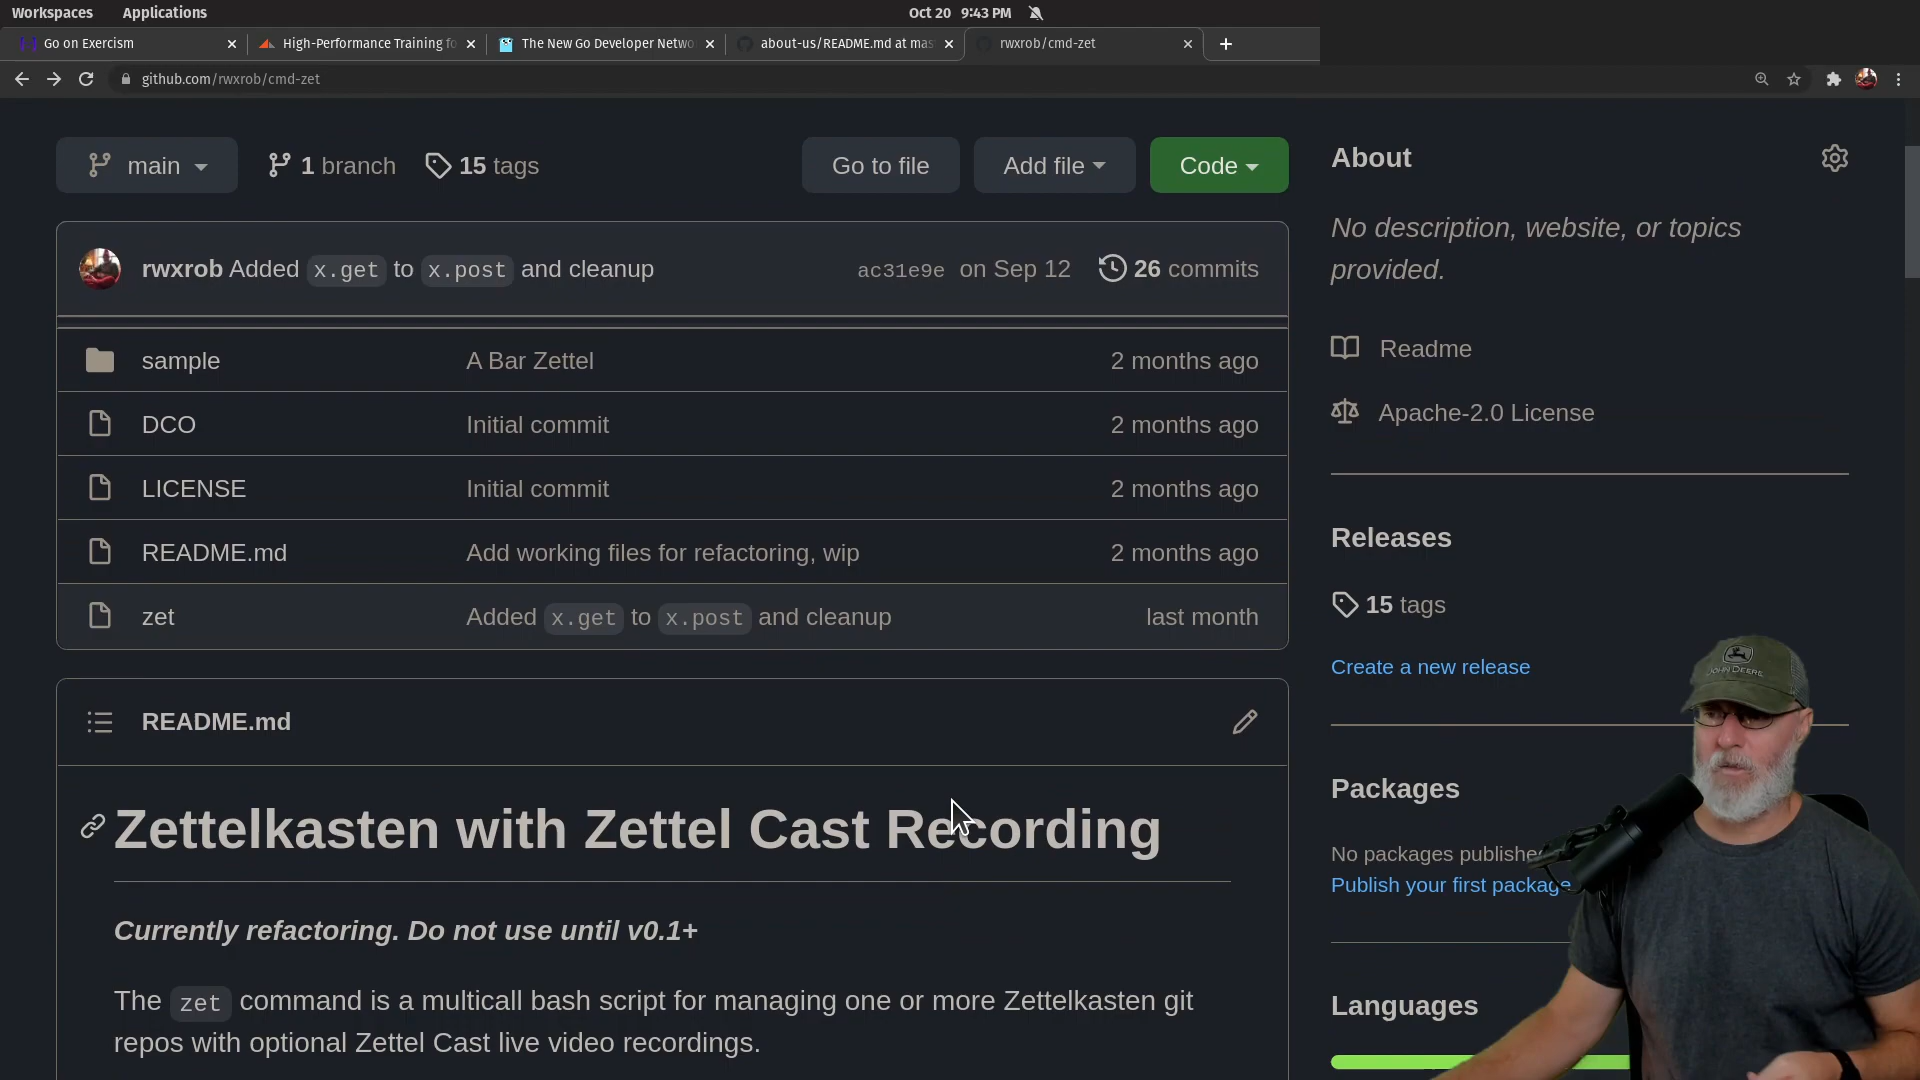 Workspaces Applications Oct 20 9:43 PM
Go on Exercism High-Performance Training fo The New Go Developer Netwo about-us/README.md at mas rwxrob/cmd-zet
github.com/rwxrob/cmd-zet
main 1 branch 15 tags Go to file Add file Code
About
No description, website, or topics
provided.
rwxrob Added x.get to x.post and cleanup ac31e9e on Sep 12 26 commits
sample A Bar Zettel 2 months ago
DCO Initial commit 2 months ago
LICENSE Initial commit 2 months ago
README.md Add working files for refactoring, wip 2 months ago
zet Added x.get to x.post and cleanup last month
Readme
Apache-2.0 License
Releases
15 tags
Create a new release
Packages
No packages published
Publish your first package
Languages
JOHN DEERE
README.md
Zettelkasten with Zettel Cast Recording
Currently refactoring. Do not use until v0.1+
The zet command is a multicall bash script for managing one or more Zettelkasten git
repos with optional Zettel Cast live video recordings.